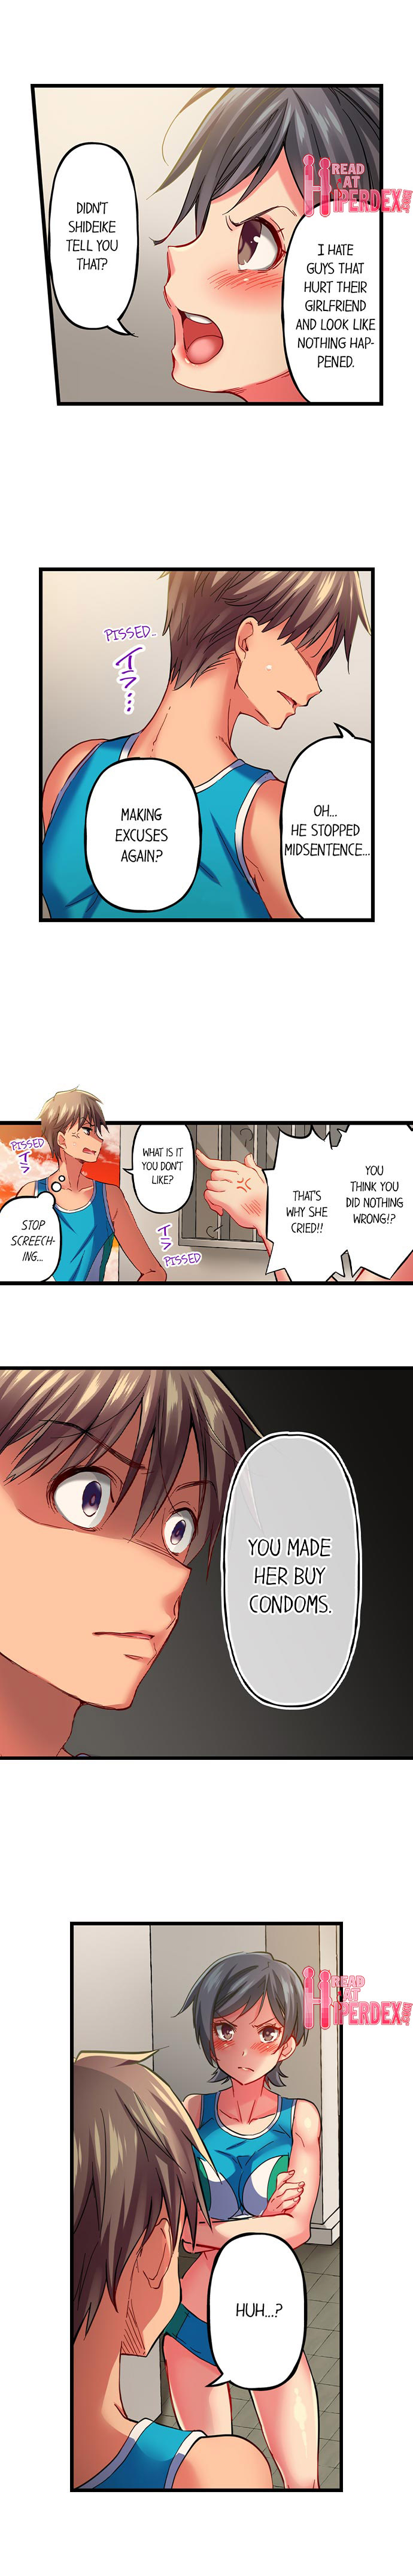 READ
AT
HIPERDEX.COM
DIDN'T
SHIDEIKE
TELL YOU
THAT?
I HATE
GUYS THAT
HURT THEIR
GIRLFRIEND
AND LOOK LIKE
NOTHING HAP-
PENED.
PISSED...
イラ...
OH...
HE STOPPED
MIDSENTENCE...
MAKING
EXCUSES
AGAIN?
YOU
THINK YOU
DID NOTHING
WRONG!?
THAT'S
WHY SHE
CRIED!!
WHAT IS IT
YOU DON'T
LIKE?
イラ
PISSED
PISSED
イラ
STOP
SCREECH-
ING...
YOU MADE
HER BUY
CONDOMS.
READ
AT
HIPERDEX.COM
HUH...?